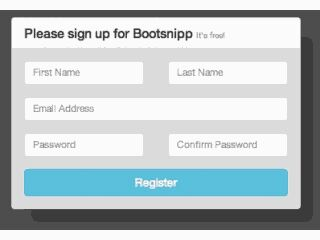 Please sign up for Bootsnipp It's free!
First Name Last Name
Email Address
Password Confirm Password
Register